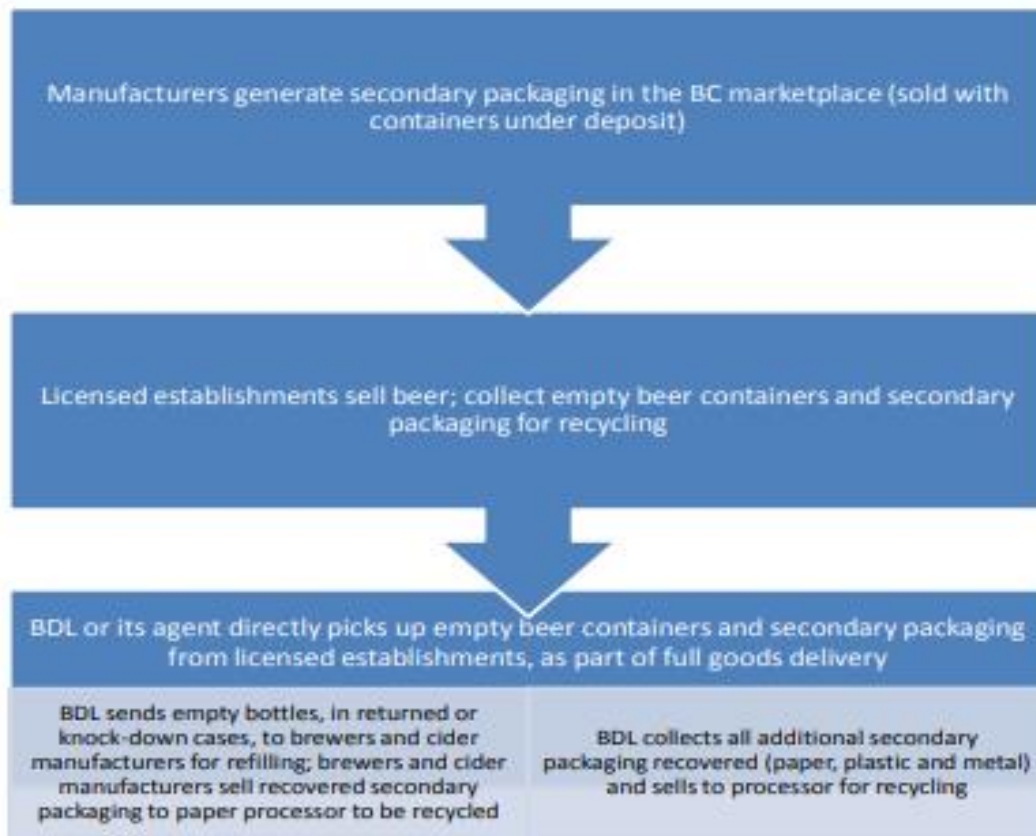 Manufacturers generate secondary packaging in the BC marketplace (sold with
containers under deposit)
Licensed establishments sell beer; collect empty beer containers and secondary
packaging for recycling
BDL or its agent directly picks up empty beer containers and secondary packaging
from licensed establishments, as part of full goods delivery
BDL sends empty bottles, in returned or
knock-down cases, to brewers and cider
manufacturers for refilling; brewers and cider
manufacturers sell recovered secondary
packaging to paper processor to be recycled
BDL collects all additional secondary
packaging recovered (paper, plastic and metal)
and sells to processor for recycling